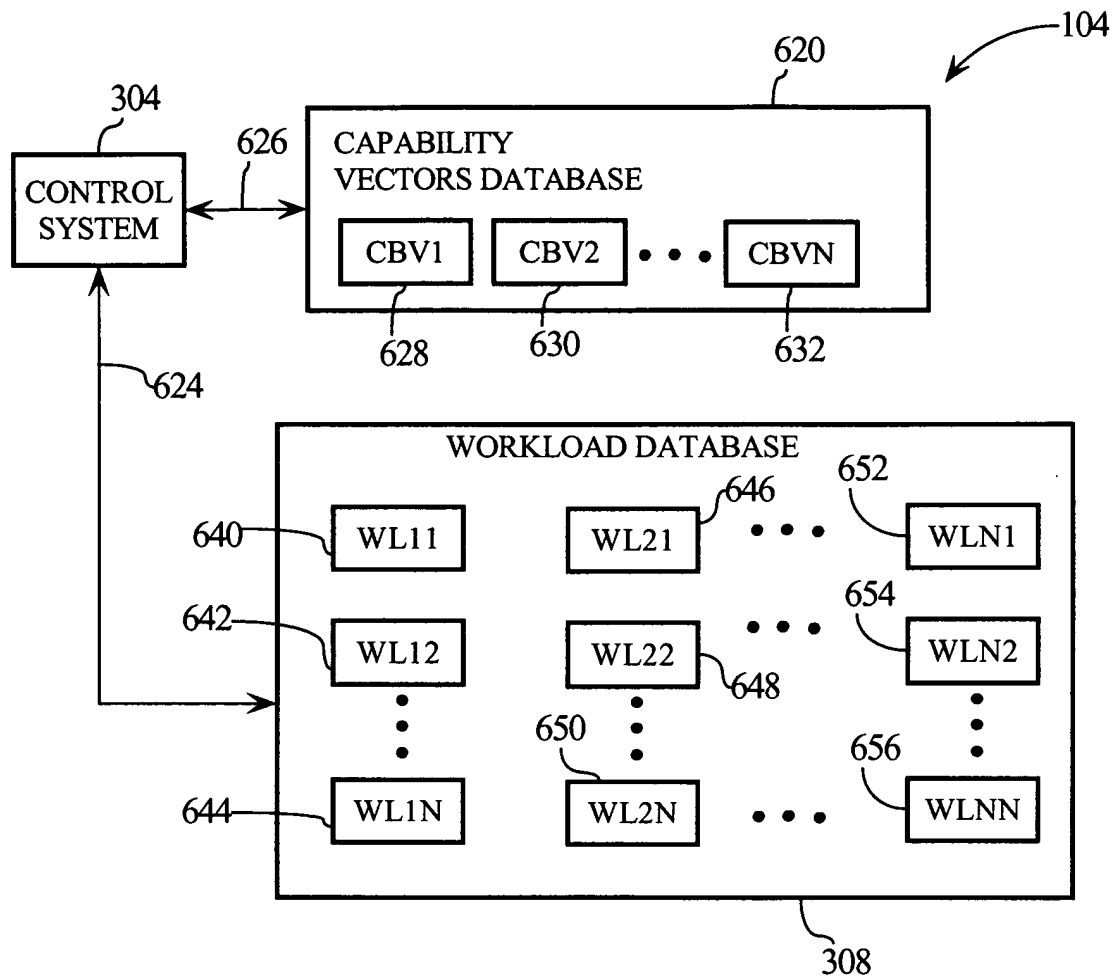 104
620
304
626
CAPABILITY
VECTORS DATABASE
CONTROL
SYSTEM
CBV1
CBV2
CBVN
628
630
632
624
WORKLOAD DATABASE
646
652
640
WL11
WL21
WLN1
642
654
WL12
WL22
WLN2
648
650
656
644
WL1N
WL2N
WLNN
308